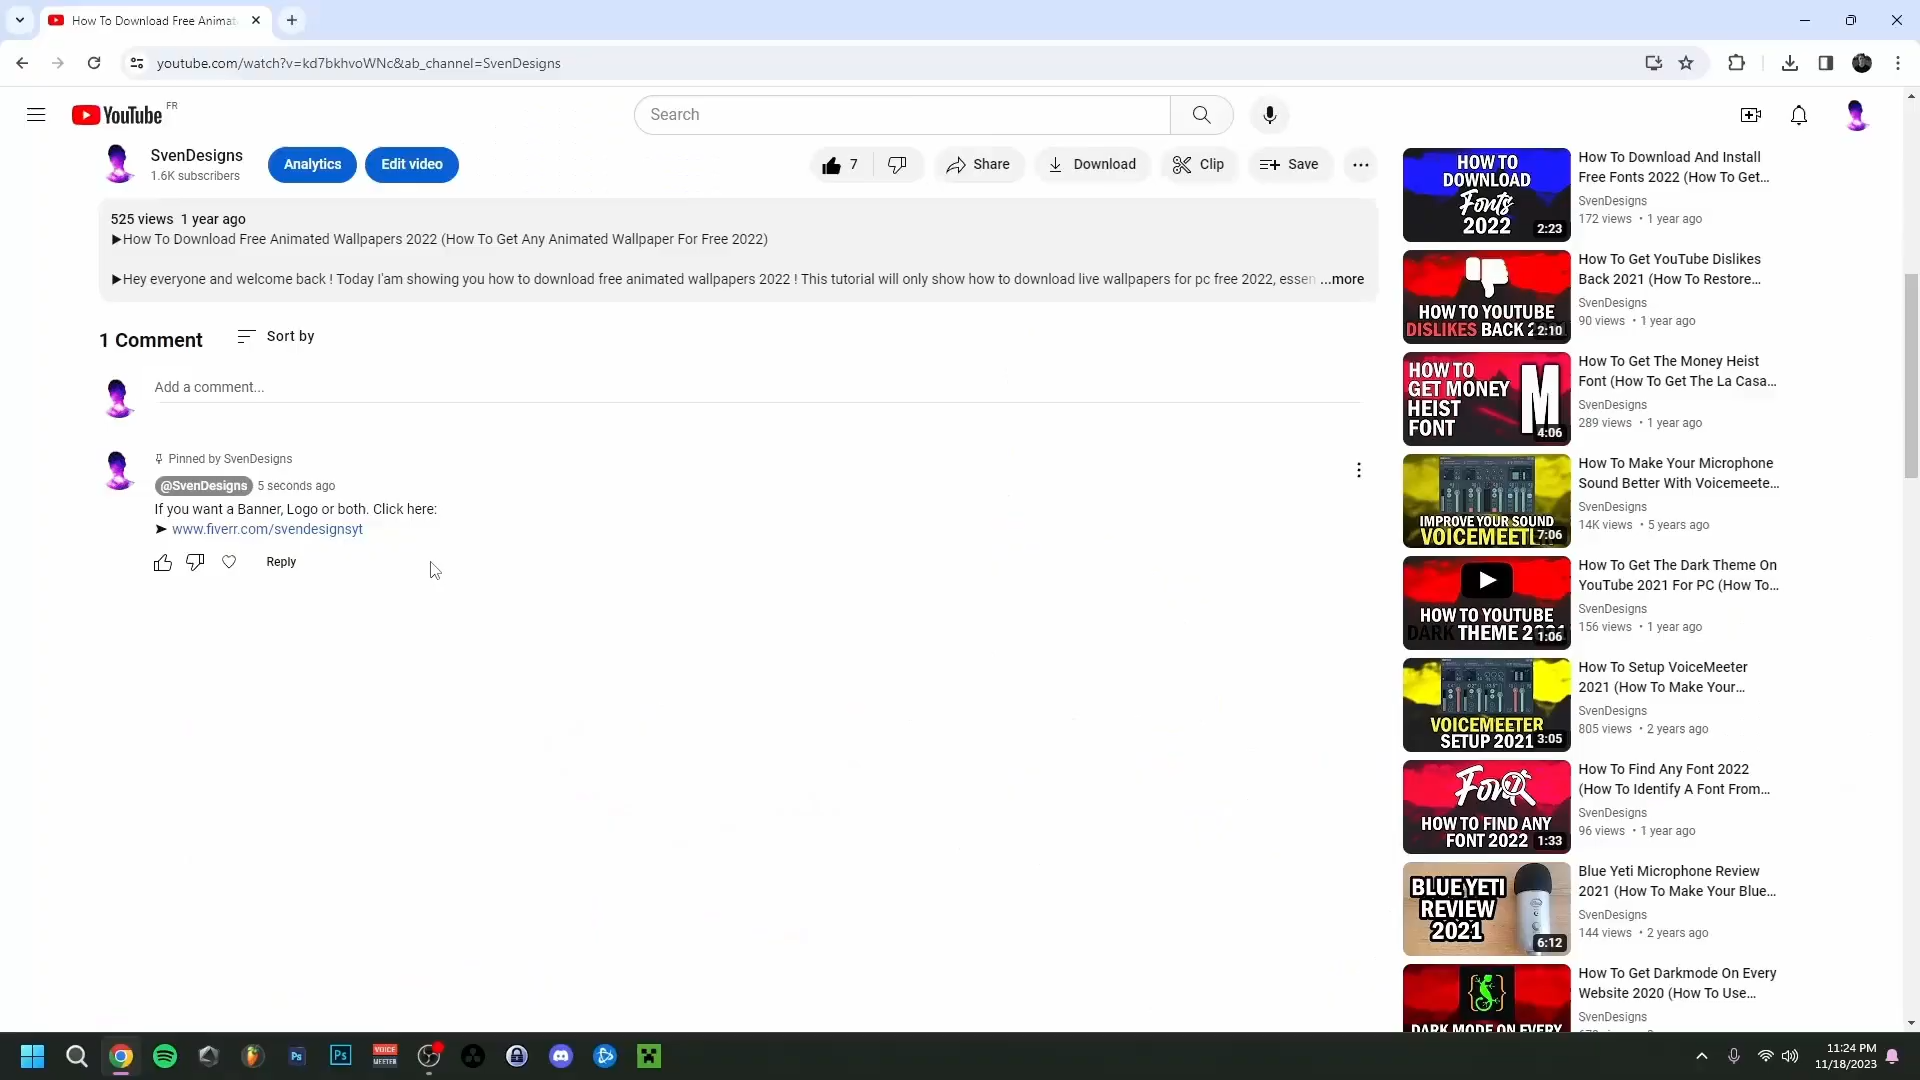 How To Download Free Animat
youtube.com/watch?v=kd7bkhvoWNc&ab_channel=SvenDesigns
YouTube FR
Search
SvenDesigns
1.6K subscribers
Analytics
Edit video
7
Share
Download
Clip
Save
525 views 1 year ago
▶How To Download Free Animated Wallpapers 2022 (How To Get Any Animated Wallpaper For Free 2022)
▶Hey everyone and welcome back ! Today I'am showing you how to download free animated wallpapers 2022 ! This tutorial will only show how to download live wallpapers for pc free 2022, essen ...more
1 Comment
Sort by
Add a comment...
Pinned by SvenDesigns
@SvenDesigns 5 seconds ago
If you want a Banner, Logo or both. Click here:
➤ www.fiverr.com/svendesignsyt
Reply
HOW TO
DOWNLOAD
Fonts
2022
2:23
How To Download And Install
Free Fonts 2022 (How To Get...
SvenDesigns
172 views • 1 year ago
HOW TO YOUTUBE
DISLIKES BACK 2
2:10
How To Get YouTube Dislikes
Back 2021 (How To Restore...
SvenDesigns
90 views • 1 year ago
HOW TO
GET MONEY
HEIST
FONT
M
4:06
How To Get The Money Heist
Font (How To Get The La Casa...
SvenDesigns
289 views • 1 year ago
IMPROVE YOUR SOUND
VOICEMEET
7:06
How To Make Your Microphone
Sound Better With Voicemeete...
SvenDesigns
14K views • 5 years ago
HOW TO YOUTUBE
DARK THEME 2021
1:06
How To Get The Dark Theme On
YouTube 2021 For PC (How To...
SvenDesigns
156 views • 1 year ago
VOICEMEETER
SETUP 2021
3:05
How To Setup VoiceMeeter
2021 (How To Make Your...
SvenDesigns
805 views • 2 years ago
Font
HOW TO FIND ANY
FONT 2022
1:33
How To Find Any Font 2022
(How To Identify A Font From...
SvenDesigns
96 views • 1 year ago
BLUE YETI
REVIEW
2021
6:12
Blue Yeti Microphone Review
2021 (How To Make Your Blue...
SvenDesigns
144 views • 2 years ago
DARK MODE ON EVERY
How To Get Darkmode On Every
Website 2020 (How To Use...
SvenDesigns
Ps
Ps
VOICE
MEETER
11:24 PM
11/18/2023